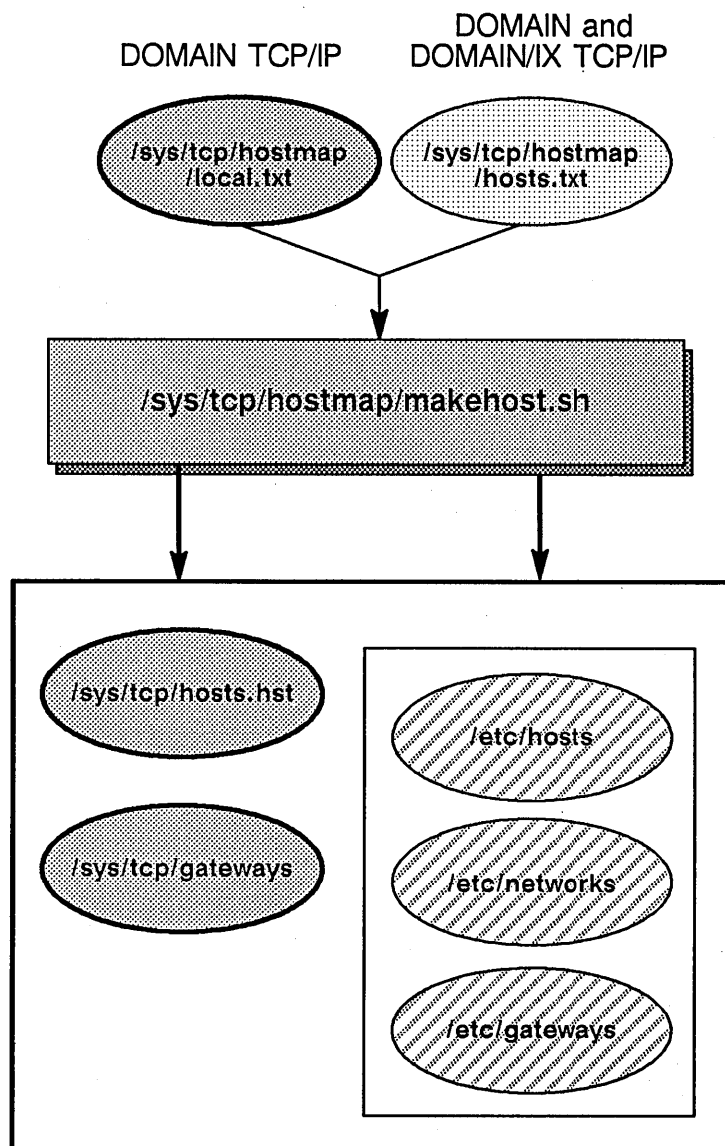 DOMAIN TCP/IP
DOMAIN and
DOMAIN/IX TCP/IP
/sys/tcp/hostmap
/local.txt
/sys/tcp/hostmap
/hosts.txt
/sys/tcp/hostmap/makehost.sh
/sys/tcp/hosts.hst
/sys/tcp/gateways
/etc/hosts
/etc/networks
/etc/gateways